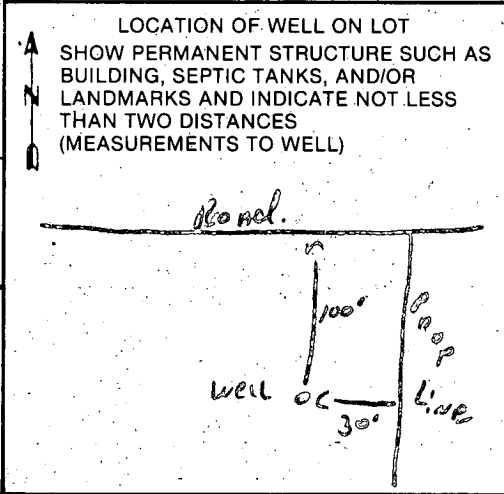 LOCATION OF WELL ON LOT
SHOW PERMANENT STRUCTURE SUCH AS
BUILDING, SEPTIC TANKS, AND/OR
N LANDMARKS AND INDICATE NOT LESS
THAN TWO DISTANCES
(MEASUREMENTS TO WELL)
Road.
100'
PROP
Well
30'
Line